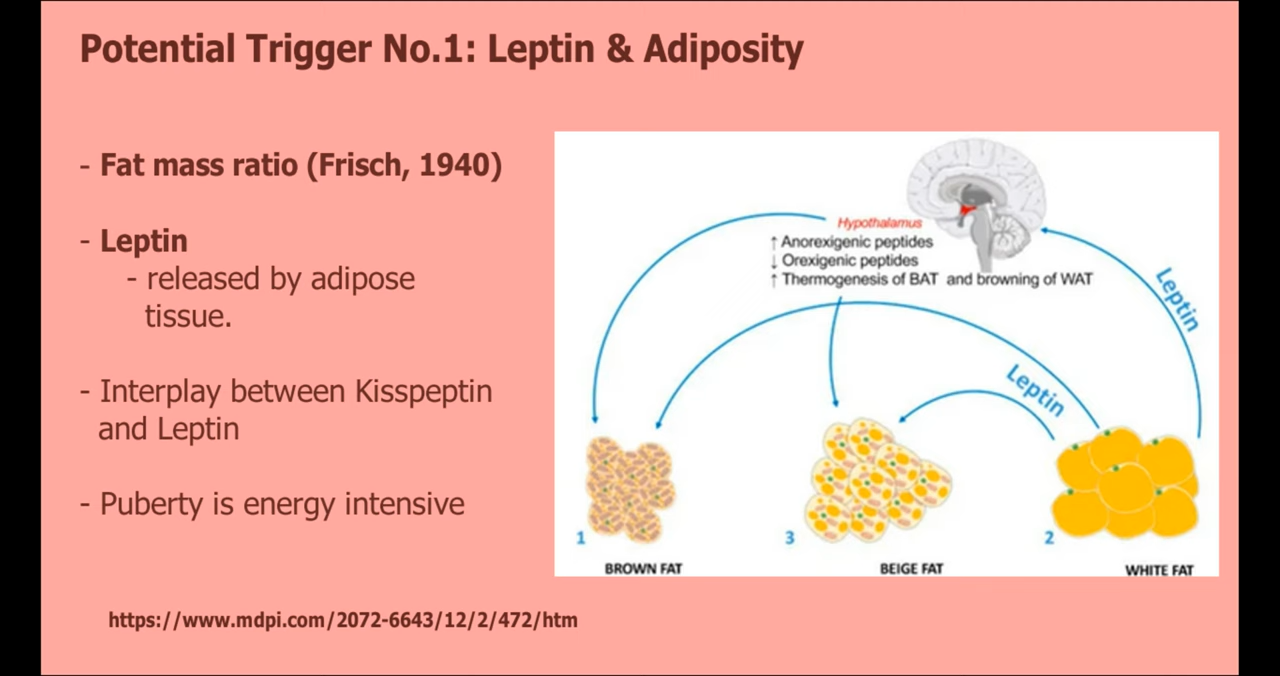 Potential Trigger No.1: Leptin & Adiposity
- Fat mass ratio (Frisch, 1940)
- Leptin
- released by adipose
tissue.
- Interplay between Kisspeptin
and Leptin
- Puberty is energy intensive
https://www.mdpi.com/2072-6643/12/2/472/htm
Hypothalamus
↑ Anorexigenic peptides
↓ Orexigenic peptides
↑ Thermogenesis of BAT and browning of WAT
Leptin
Leptin
1
BROWN FAT
3
BEIGE FAT
2
WHITE FAT